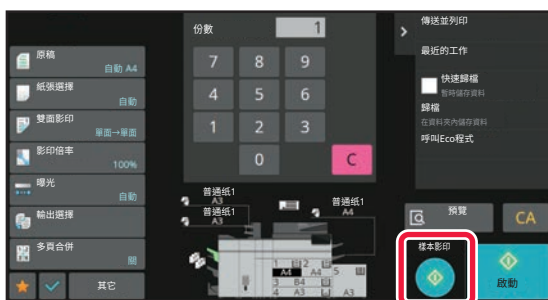 原稿
自動 A4
紙張選擇
自動
雙面影印
單面→單面
影印倍率
100%
曝光
自動
輸出選擇
多頁合併
關
其它
份數
1
7 8 9
4 5 6
1 2 3
0 C
普通紙1
A3
普通紙1
A3
普通紙1
A4
1 2
A4 A4 5
3 B4
4 A3 A3
傳送並列印
最近的工作
快速歸檔
暫時儲存資料
歸檔
在資料夾內儲存資料
呼叫Eco程式
預覽
CA
樣本影印
啟動